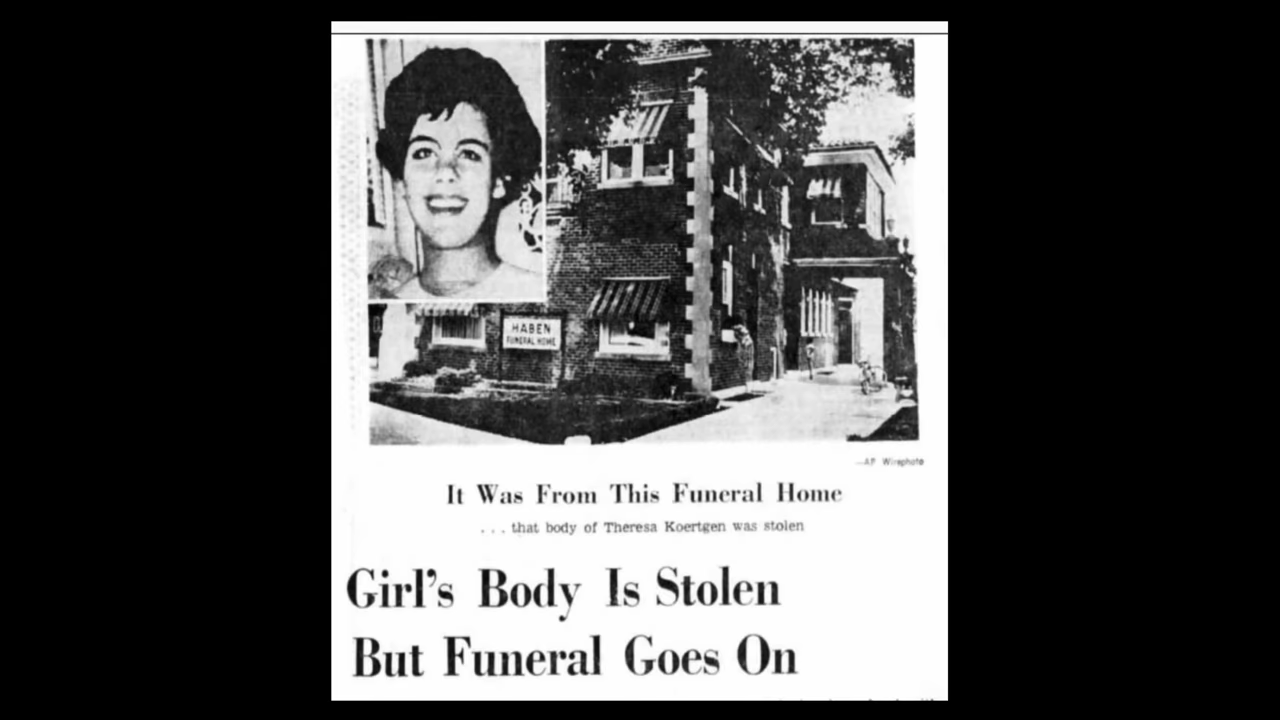 HABEN
FUNERAL HOME
—AP Wirephoto
It Was From This Funeral Home
. . . that body of Theresa Koertgen was stolen
Girl's Body Is Stolen
But Funeral Goes On